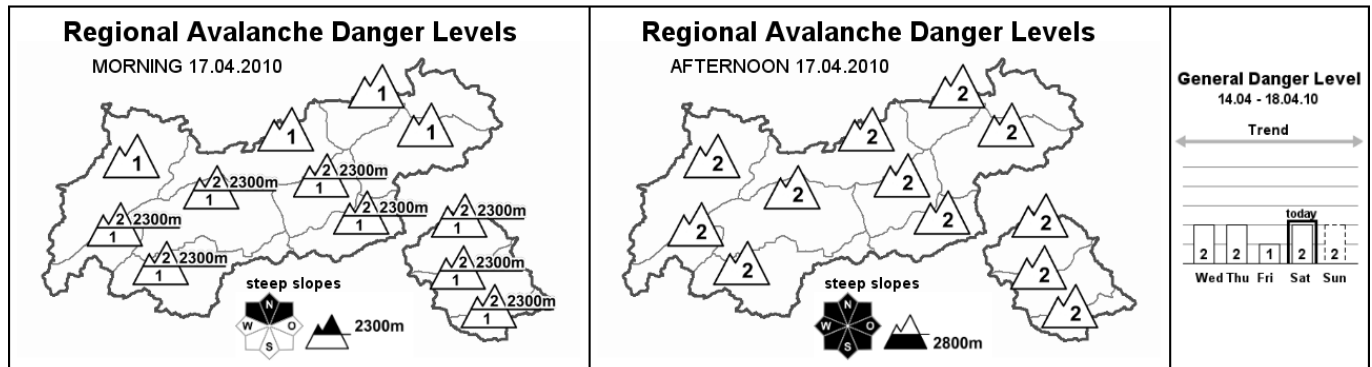 Regional Avalanche Danger Levels
MORNING 17.04.2010
1
1
1
1
2 2300m
1
2 2300m
1
2 2300m
1
2 2300m
1
2 2300m
1
2 2300m
1
2 2300m
1
2 2300m
1
steep slopes
N
W O
S
2300m
Regional Avalanche Danger Levels
AFTERNOON 17.04.2010
2
2
2
2
2
2
2
2
2
2
2
2
steep slopes
N
W O
S
2800m
General Danger Level
14.04 - 18.04.10
Trend
today
2 2 1 2 2
Wed Thu Fri Sat Sun